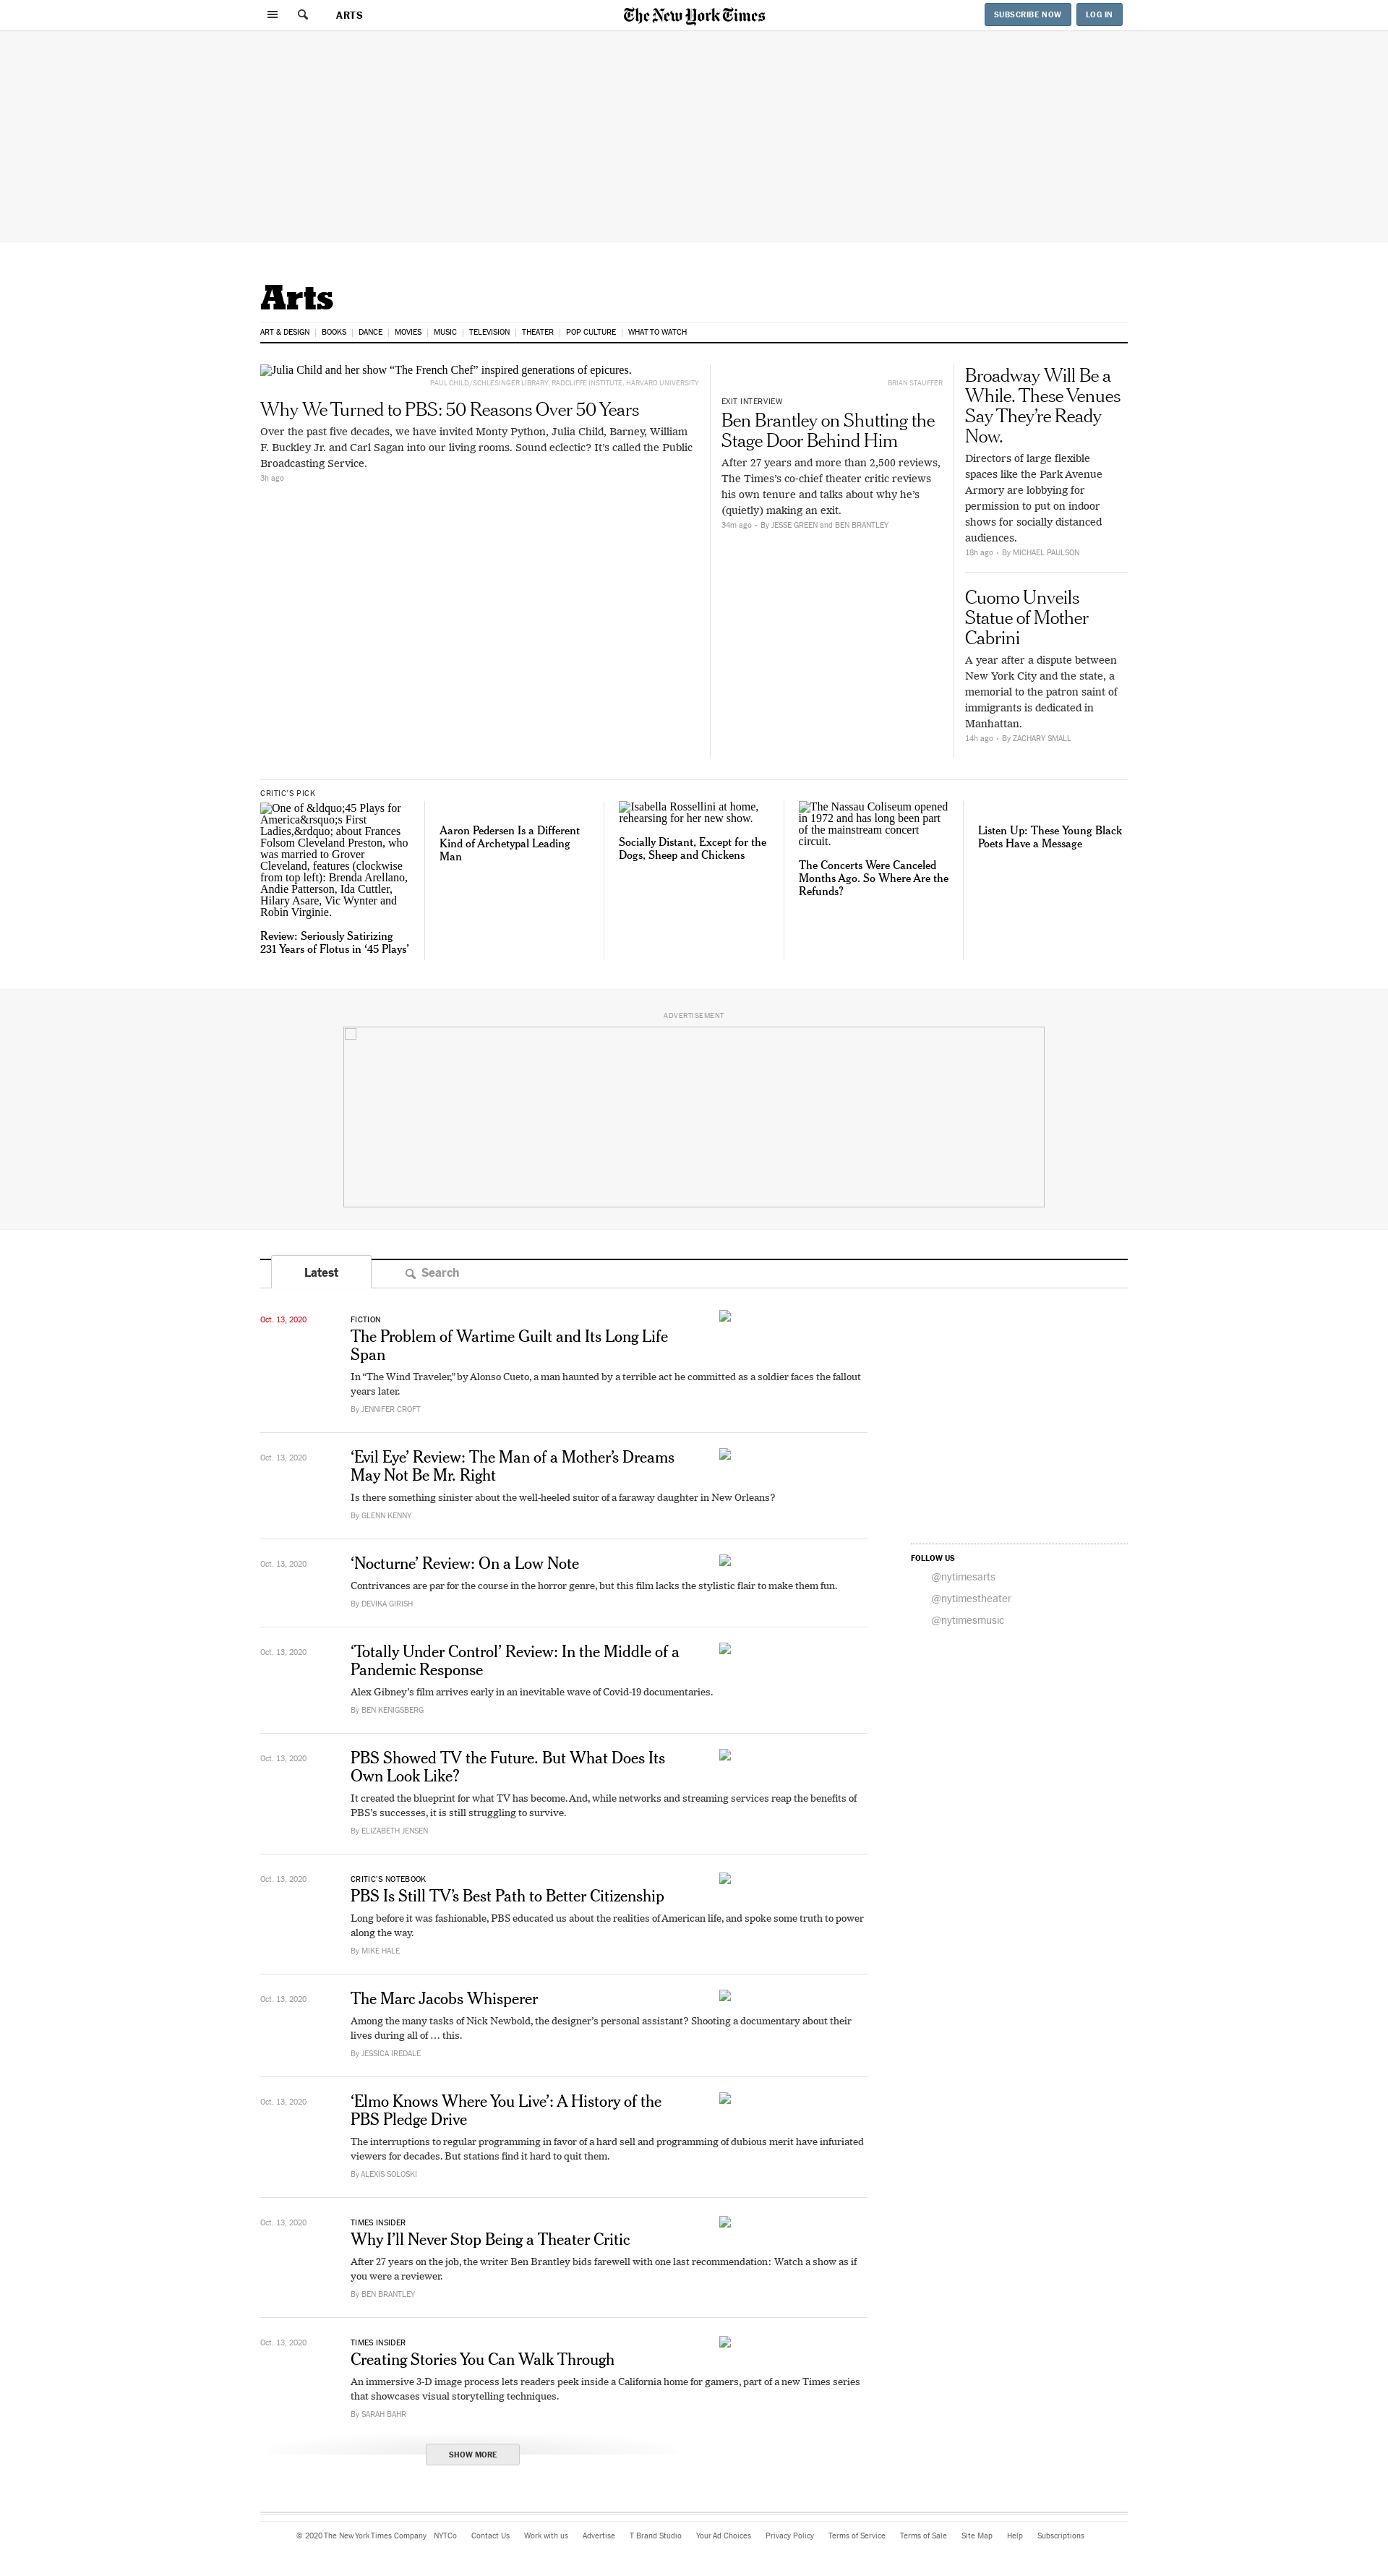 ARTS
The New York Times
SUBSCRIBE NOW
LOG IN
Arts
ART & DESIGN
BOOKS
DANCE
MOVIES
MUSIC
TELEVISION
THEATER
POP CULTURE
WHAT TO WATCH
Julia Child and her show “The French Chef” inspired generations of epicures.
PAUL CHILD/SCHLESINGER LIBRARY, RADCLIFFE INSTITUTE, HARVARD UNIVERSITY
Why We Turned to PBS: 50 Reasons Over 50 Years
Over the past five decades, we have invited Monty Python, Julia Child, Barney, William
F. Buckley Jr. and Carl Sagan into our living rooms. Sound eclectic? It’s called the Public
Broadcasting Service.
3h ago
BRIAN STAUFFER
EXIT INTERVIEW
Ben Brantley on Shutting the
Stage Door Behind Him
After 27 years and more than 2,500 reviews,
The Times’s co-chief theater critic reviews
his own tenure and talks about why he’s
(quietly) making an exit.
34m ago • By JESSE GREEN and BEN BRANTLEY
Broadway Will Be a
While. These Venues
Say They’re Ready
Now.
Directors of large flexible
spaces like the Park Avenue
Armory are lobbying for
permission to put on indoor
shows for socially distanced
audiences.
18h ago • By MICHAEL PAULSON
Cuomo Unveils
Statue of Mother
Cabrini
A year after a dispute between
New York City and the state, a
memorial to the patron saint of
immigrants is dedicated in
Manhattan.
14h ago • By ZACHARY SMALL
CRITIC’S PICK
One of &ldquo;45 Plays for
America&rsquo;s First
Ladies,&rdquo; about Frances
Folsom Cleveland Preston, who
was married to Grover
Cleveland, features (clockwise
from top left): Brenda Arellano,
Andie Patterson, Ida Cuttler,
Hilary Asare, Vic Wynter and
Robin Virginie.
Review: Seriously Satirizing
231 Years of Flotus in ‘45 Plays’
Aaron Pedersen Is a Different
Kind of Archetypal Leading
Man
Isabella Rossellini at home,
rehearsing for her new show.
Socially Distant, Except for the
Dogs, Sheep and Chickens
The Nassau Coliseum opened
in 1972 and has long been part
of the mainstream concert
circuit.
The Concerts Were Canceled
Months Ago. So Where Are the
Refunds?
Listen Up: These Young Black
Poets Have a Message
ADVERTISEMENT
Latest
Search
Oct. 13, 2020
FICTION
The Problem of Wartime Guilt and Its Long Life
Span
In “The Wind Traveler,” by Alonso Cueto, a man haunted by a terrible act he committed as a soldier faces the fallout
years later.
By JENNIFER CROFT
Oct. 13, 2020
‘Evil Eye’ Review: The Man of a Mother’s Dreams
May Not Be Mr. Right
Is there something sinister about the well-heeled suitor of a faraway daughter in New Orleans?
By GLENN KENNY
Oct. 13, 2020
‘Nocturne’ Review: On a Low Note
Contrivances are par for the course in the horror genre, but this film lacks the stylistic flair to make them fun.
By DEVIKA GIRISH
FOLLOW US
@nytimesarts
@nytimestheater
@nytimesmusic
Oct. 13, 2020
‘Totally Under Control’ Review: In the Middle of a
Pandemic Response
Alex Gibney’s film arrives early in an inevitable wave of Covid-19 documentaries.
By BEN KENIGSBERG
Oct. 13, 2020
PBS Showed TV the Future. But What Does Its
Own Look Like?
It created the blueprint for what TV has become. And, while networks and streaming services reap the benefits of
PBS’s successes, it is still struggling to survive.
By ELIZABETH JENSEN
Oct. 13, 2020
CRITIC’S NOTEBOOK
PBS Is Still TV’s Best Path to Better Citizenship
Long before it was fashionable, PBS educated us about the realities of American life, and spoke some truth to power
along the way.
By MIKE HALE
Oct. 13, 2020
The Marc Jacobs Whisperer
Among the many tasks of Nick Newbold, the designer’s personal assistant? Shooting a documentary about their
lives during all of … this.
By JESSICA IREDALE
Oct. 13, 2020
‘Elmo Knows Where You Live’: A History of the
PBS Pledge Drive
The interruptions to regular programming in favor of a hard sell and programming of dubious merit have infuriated
viewers for decades. But stations find it hard to quit them.
By ALEXIS SOLOSKI
Oct. 13, 2020
TIMES INSIDER
Why I’ll Never Stop Being a Theater Critic
After 27 years on the job, the writer Ben Brantley bids farewell with one last recommendation: Watch a show as if
you were a reviewer.
By BEN BRANTLEY
Oct. 13, 2020
TIMES INSIDER
Creating Stories You Can Walk Through
An immersive 3-D image process lets readers peek inside a California home for gamers, part of a new Times series
that showcases visual storytelling techniques.
By SARAH BAHR
SHOW MORE
© 2020 The New York Times Company NYTCo Contact Us Work with us Advertise T Brand Studio Your Ad Choices Privacy Policy Terms of Service Terms of Sale Site Map Help Subscriptions